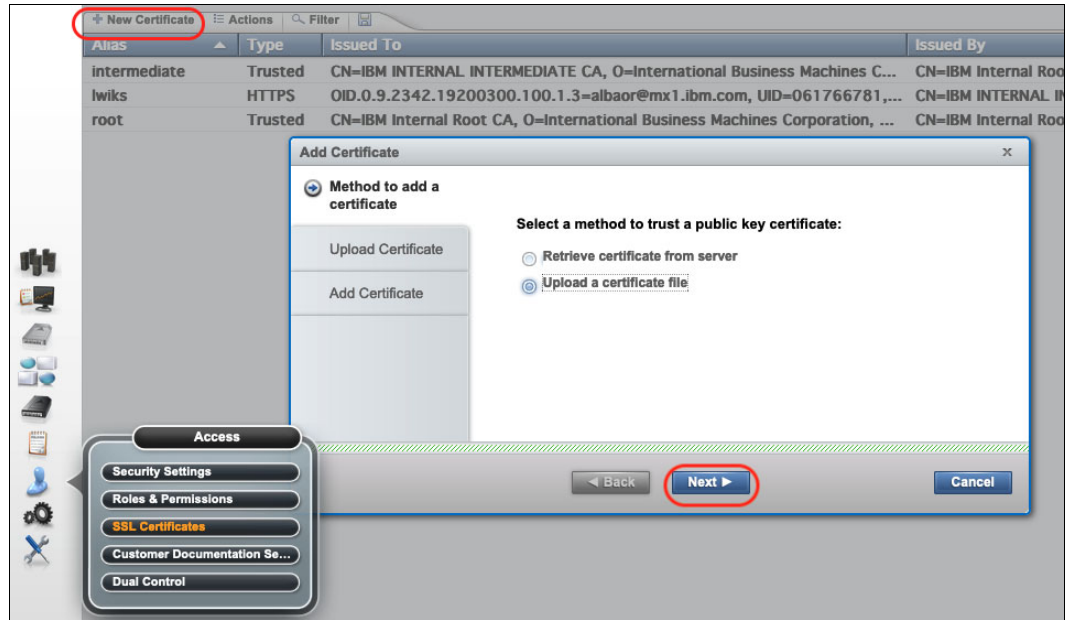 New Certificate Actions Filter
Alias Type Issued To Issued By
intermediate Trusted CN=IBM INTERNAL INTERMEDIATE CA, O=International Business Machines C... CN=IBM Internal Roo
lwiks HTTPS OID.0.9.2342.19200300.100.1.3=albaor@mx1.ibm.com, UID=061766781,... CN=IBM INTERNAL IN
root Trusted CN=IBM Internal Root CA, O=International Business Machines Corporation, ... CN=IBM Internal Roo
Add Certificate x
Method to add a
certificate
Select a method to trust a public key certificate:
Upload Certificate
Retrieve certificate from server
Upload a certificate file
Add Certificate
Access
Security Settings
Back Next Cancel
Roles & Permissions
SSL Certificates
Customer Documentation Se...
Dual Control